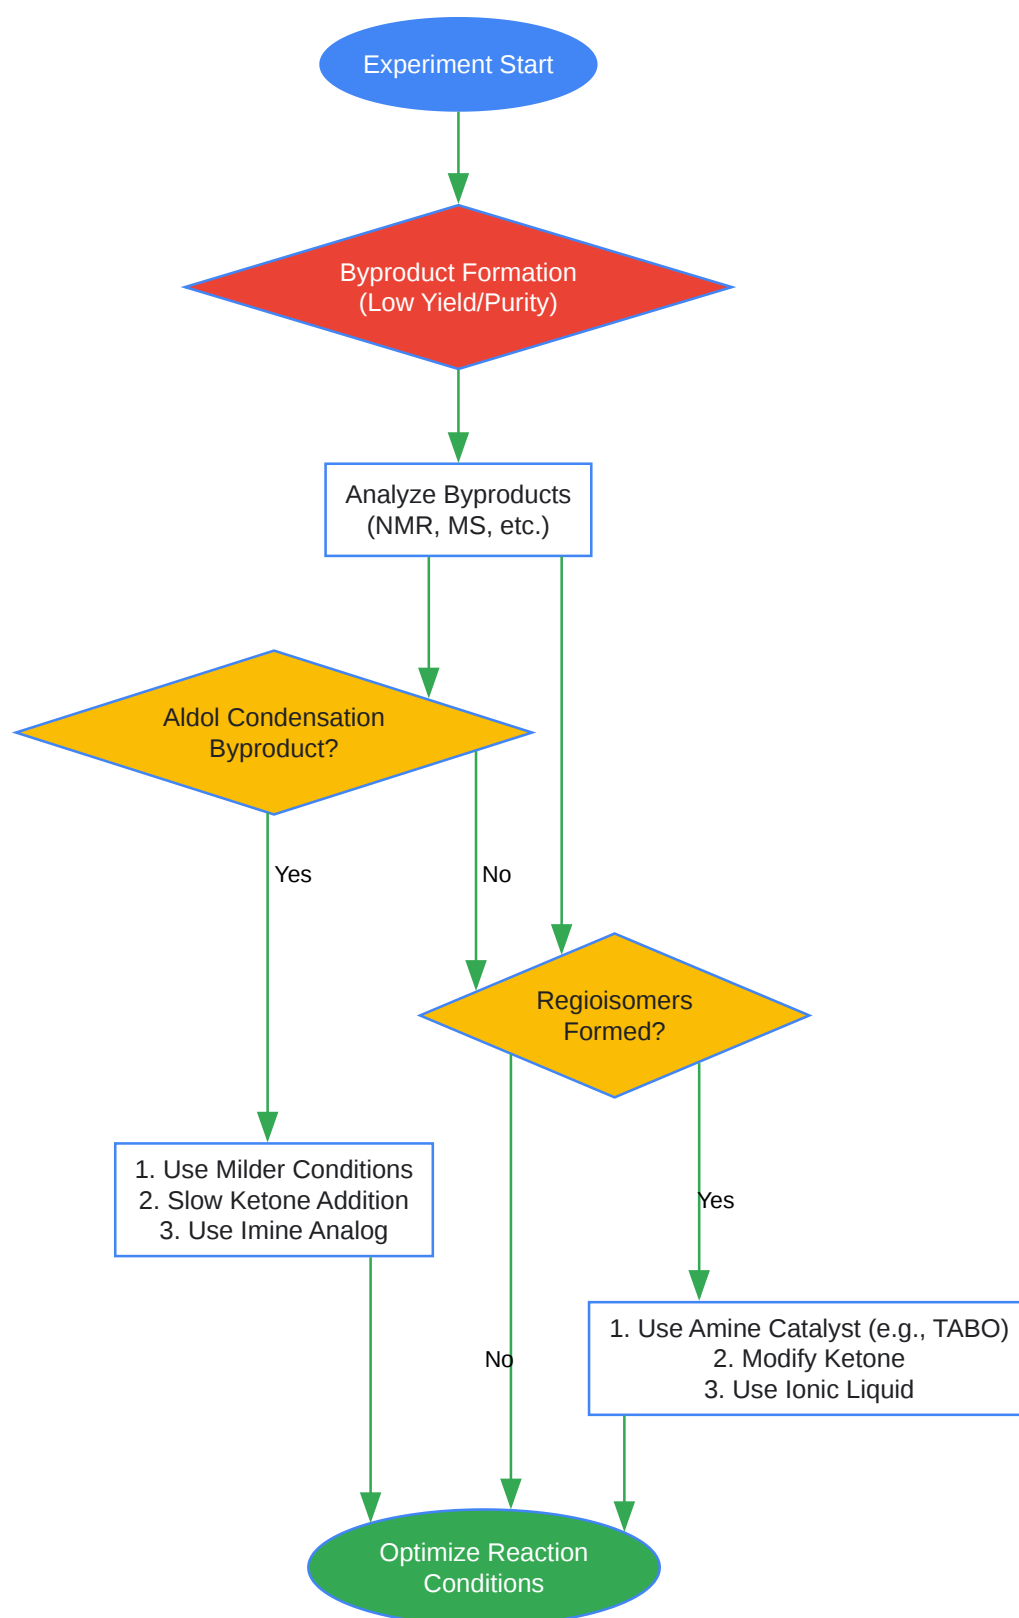 Experiment Start
Byproduct Formation
(Low Yield/Purity)
Analyze Byproducts
(NMR, MS, etc.)
Aldol Condensation
Byproduct?
Yes
No
Regioisomers
Formed?
1. Use Milder Conditions
2. Slow Ketone Addition
3. Use Imine Analog
Yes
No
1. Use Amine Catalyst (e.g., TABO)
2. Modify Ketone
3. Use Ionic Liquid
Optimize Reaction
Conditions